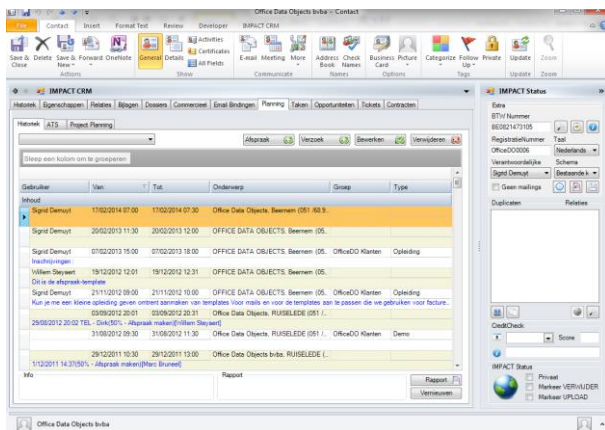 Office Data Objects bvba - Contact
File Contact Insert Format Text Review Developer IMPACT CRM
Save & Close Delete Save & New Forward OneNote General Details Activities Certificates All Fields E-mail Meeting More Address Book Check Names Business Card Picture Categorize Follow Up Private Update Zoom
Actions Show Communicate Names Options Tags Update Zoom
IMPACT CRM
Historiek Eigenschappen Relaties Bijlagen Dossiers Commercieel Email Bindingen Planning Taken Opportuniteiten Tickets Contracten
Historiek ATS Project Planning
Afspraak Verzoek Bewerken Verwijderen
Sleep een kolom om te groeperen
Gebruiker Van Tot Onderwerp Groep Type
Inhoud
Sigrid Demuyt 17/02/2014 07:00 17/02/2014 07:30 Office Data Objects, Beernem (051 /68.9..
Sigrid Demuyt 20/02/2013 11:30 20/02/2013 12:00 OFFICE DATA OBJECTS, Beernem (05..
Sigrid Demuyt 07/02/2013 15:00 07/02/2013 18:00 OFFICE DATA OBJECTS, Beernem (05.. OfficeDO Klanten Opleiding
Inschrijvingen :
Willem Steyaert 19/12/2012 12:01 19/12/2012 12:31 OFFICE DATA OBJECTS, Beernem (05..
Dit is de afspraak-template
Sigrid Demuyt 21/11/2012 09:00 21/11/2012 10:00 OFFICE DATA OBJECTS, Beernem (05.. OfficeDO Klanten Opleiding
Kun je me een kleine opleiding geven omtrent aanmaken van templates Voor mails en voor de templates aan te passen die we gebruiken voor facture..
03/09/2012 20:01 03/09/2012 20:31 Office Data Objects, RUISELEDE (051 /..
29/08/2012 20:02 TEL - Dirk(50% - Afspraak maken)[Willem Steyaert]
31/08/2012 09:30 31/08/2012 11:30 Office Data Objects, RUISELEDE (051 /.. OfficeDO Klanten Demo
29/12/2011 10:30 29/12/2011 13:00 Office Data Objects bvba, RUISELEDE (..
1/12/2011 14:37(50% - Afspraak maken)[Marc Bruneel]
Info Rapport Rapport
Vernieuwen
IMPACT Status
Extra
BTW Nummer
BE0821473105
RegistratieNummer Taal
OfficeDO0006 Nederlands
Verantwoordelijke Schema
Sigrid Demuyt Bestaande k
Geen mailings
Duplicaten Relaties
CreditCheck
Score
IMPACT Status
Privaat
Markeer VERWIJDER
Markeer UPLOAD
Office Data Objects bvba